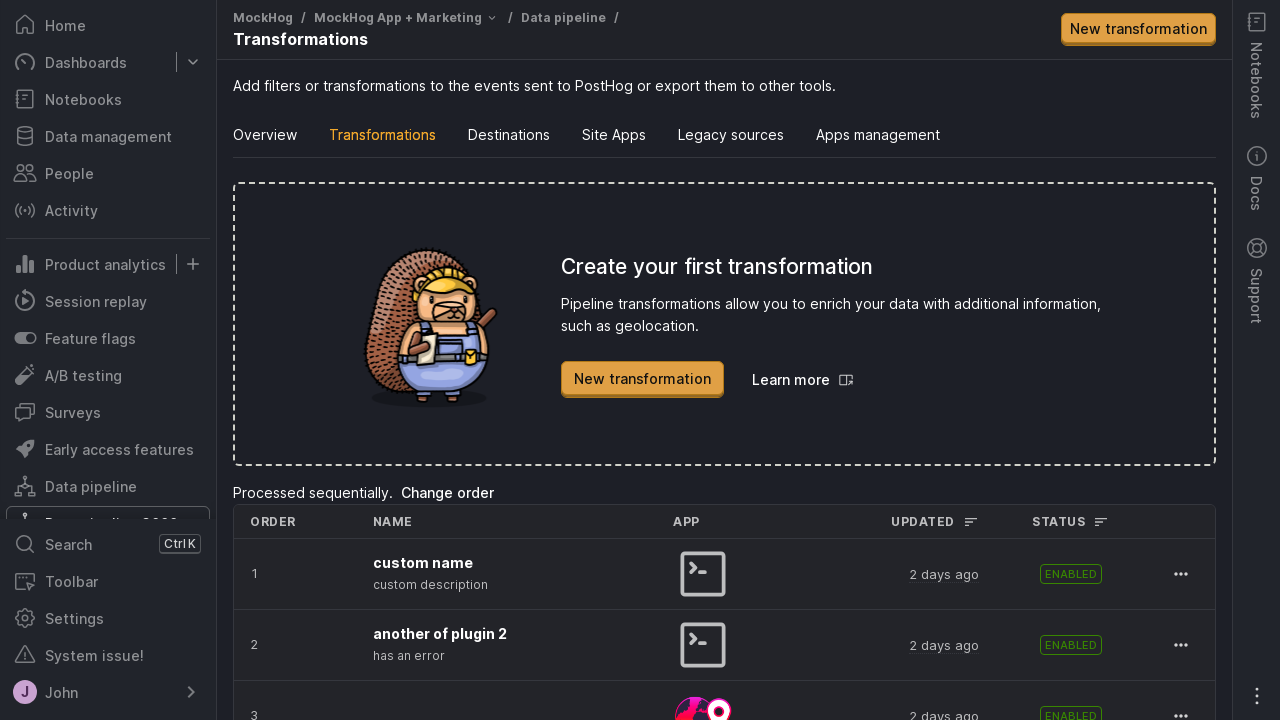 Home
Dashboards
Notebooks
Data management
People
Activity
Product analytics
Session replay
Feature flags
A/B testing
Surveys
Early access features
Data pipeline
Search Ctrl K
Toolbar
Settings
System issue!
J John
MockHog / MockHog App + Marketing / Data pipeline /
Transformations
New transformation
Add filters or transformations to the events sent to PostHog or export them to other tools.
Overview Transformations Destinations Site Apps Legacy sources Apps management
Create your first transformation
Pipeline transformations allow you to enrich your data with additional information,
such as geolocation.
New transformation Learn more
Processed sequentially. Change order
ORDER NAME APP UPDATED STATUS
1 custom name 2 days ago ENABLED
custom description
2 another of plugin 2 2 days ago ENABLED
has an error
3 2 days ago ENABLED
Notebooks
Docs
Support